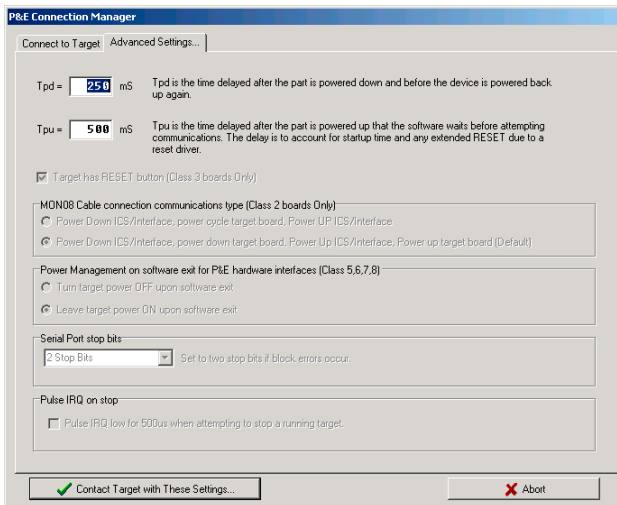 P&E Connection Manager
Connect to Target Advanced Settings...
Tpd = 250 mS Tpd is the time delayed after the part is powered down and before the device is powered back
up again.
Tpu = 500 mS Tpu is the time delayed after the part is powered up that the software waits before attempting
communications. The delay is to account for startup time and any extended RESET due to a
reset driver.
Target has RESET button (Class 3 boards Only)
MON08 Cable connection communications type (Class 2 boards Only)
Power Down ICS/Interface, power cycle target board, Power UP ICS/Interface
Power Down ICS/Interface, power down target board, Power Up ICS/Interface, Power up target board (Default)
Power Management on software exit for P&E hardware interfaces (Class 5,6,7,8)
Turn target power OFF upon software exit
Leave target power ON upon software exit
Serial Port stop bits
2 Stop Bits Set to two stop bits if block errors occur.
Pulse IRQ on stop
Pulse IRQ low for 500us when attempting to stop a running target.
Contact Target with These Settings... Abort